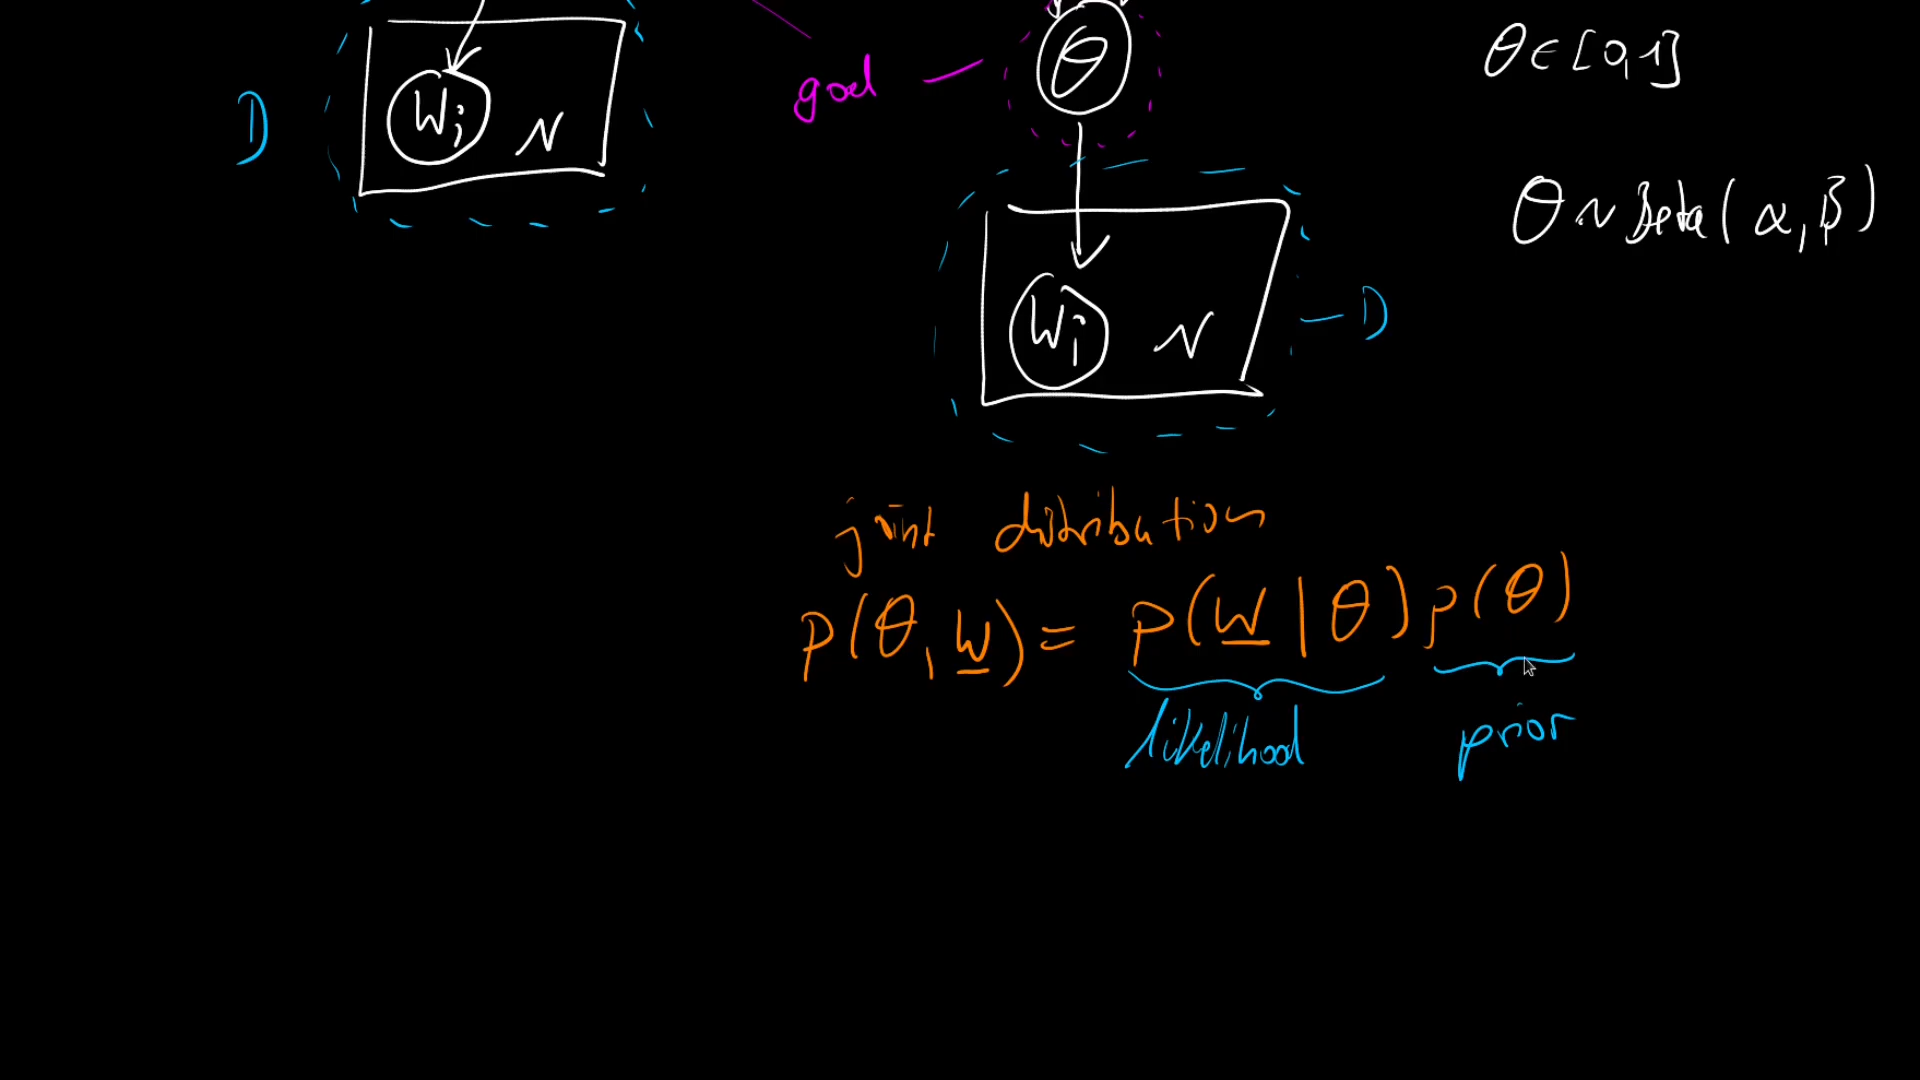 D
W_i N
goal
θ
θ ∈ [0,1]
θ ~ Beta(α,β)
W_i N
D
joint distribution
p(θ, w) = p(w | θ) p(θ)
likelihood
prior